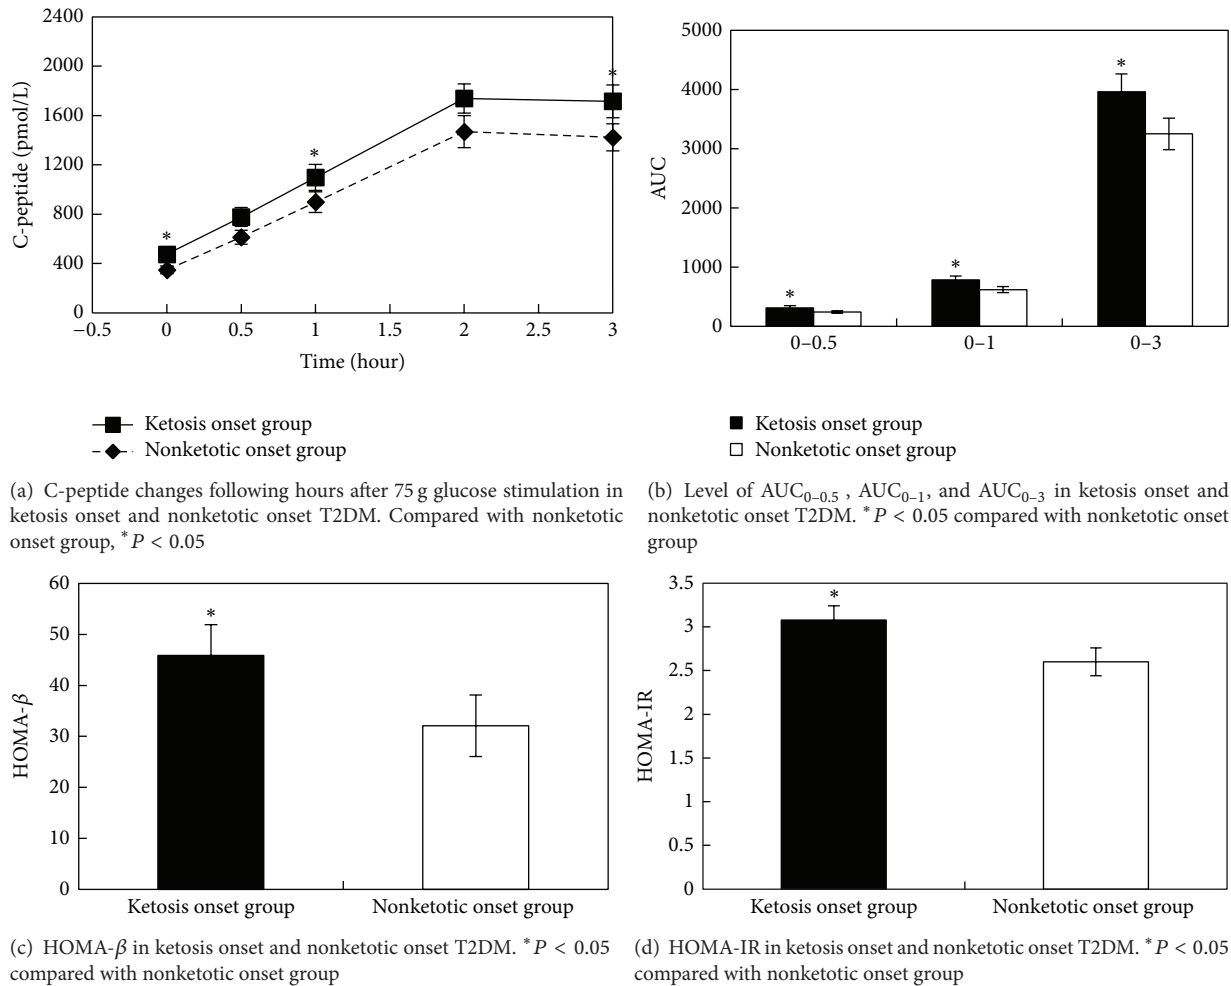 2400
2000
1600
1200
800
400
0
C-peptide (pmol/L)
*
*
*
−0.5
0
0.5
1
1.5
2
2.5
3
Time (hour)
Ketosis onset group
Nonketotic onset group
(a) C-peptide changes following hours after 75 g glucose stimulation in
ketosis onset and nonketotic onset T2DM. Compared with nonketotic
onset group, *P < 0.05
5000
4000
3000
2000
1000
0
AUC
*
*
*
0–0.5
0–1
0–3
Ketosis onset group
Nonketotic onset group
(b) Level of AUC0–0.5 , AUC0–1, and AUC0–3 in ketosis onset and
nonketotic onset T2DM. *P < 0.05 compared with nonketotic onset
group
60
50
40
30
20
10
0
HOMA-β
*
Ketosis onset group
Nonketotic onset group
(c) HOMA-β in ketosis onset and nonketotic onset T2DM. *P < 0.05
compared with nonketotic onset group
3.5
3
2.5
2
1.5
1
0.5
0
HOMA-IR
*
Ketosis onset group
Nonketotic onset group
(d) HOMA-IR in ketosis onset and nonketotic onset T2DM. *P < 0.05
compared with nonketotic onset group